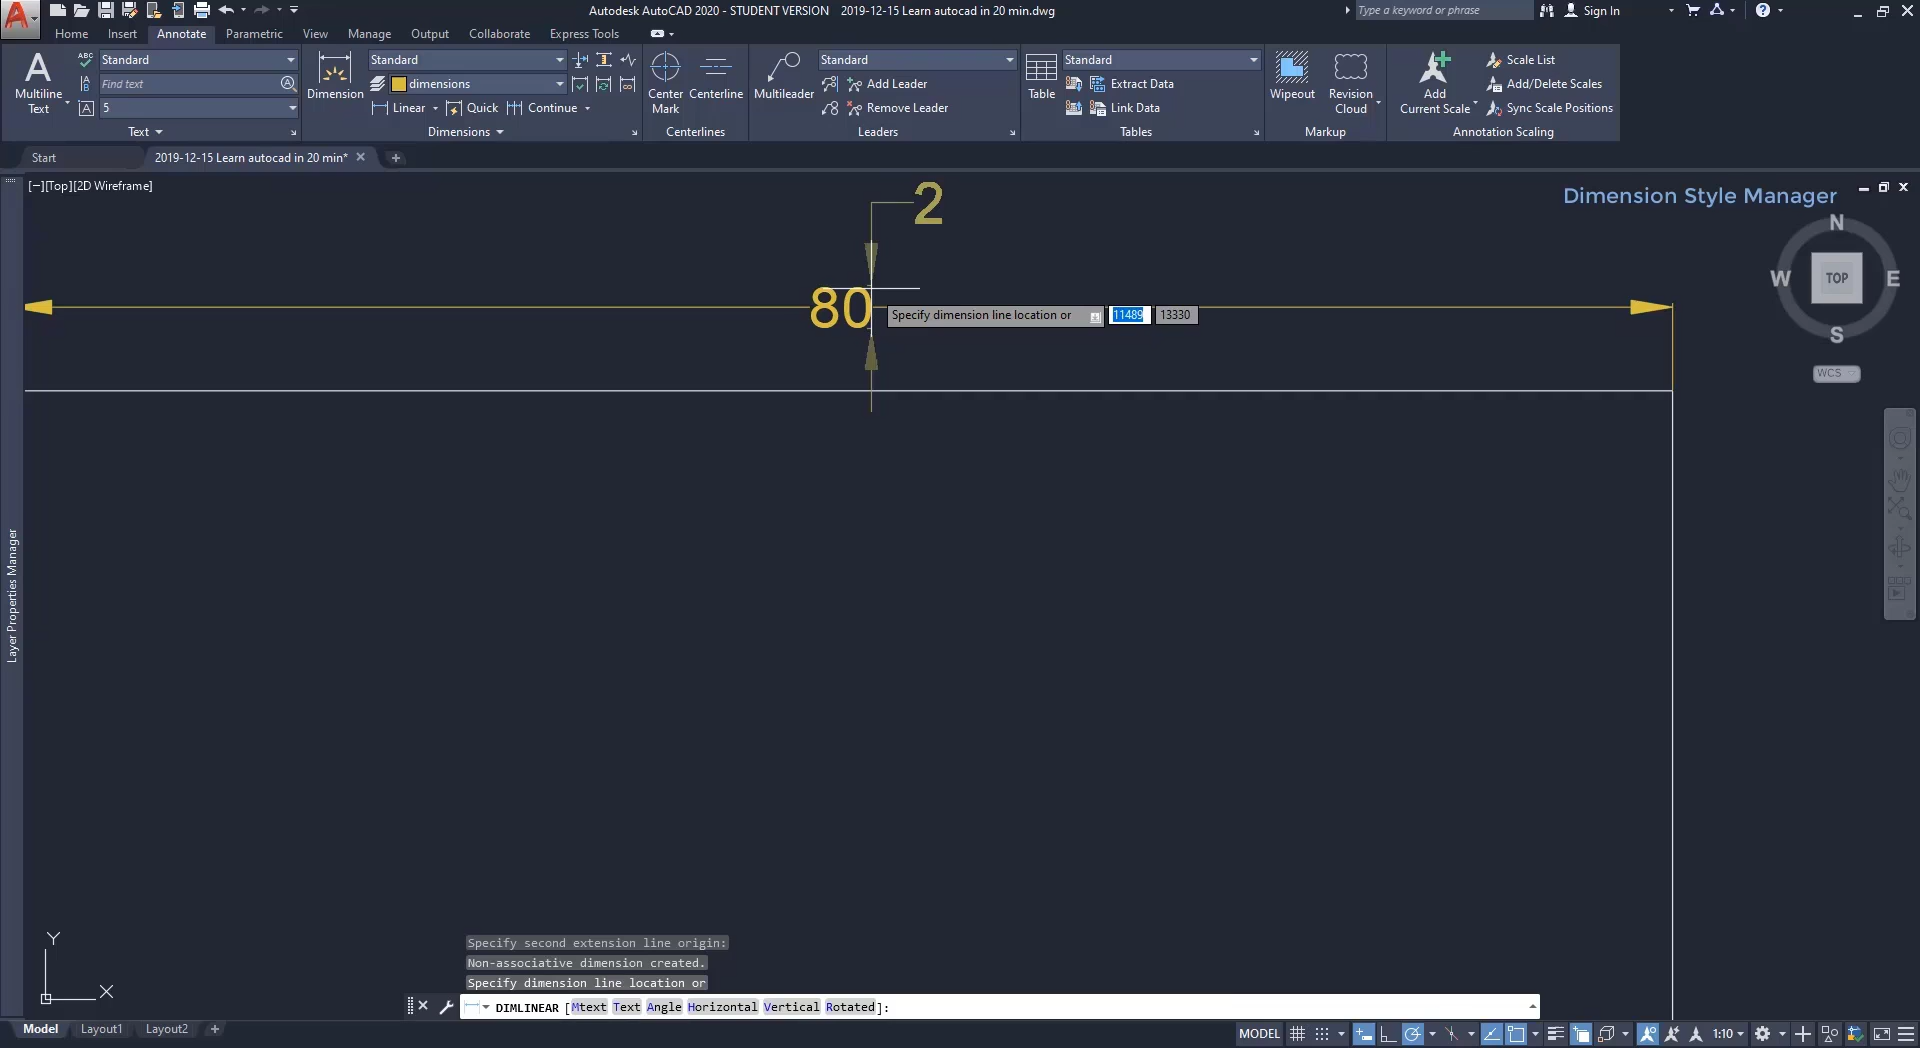 Autodesk AutoCAD 2020 - STUDENT VERSION 2019-12-15 Learn autocad in 20 min.dwg
Type a keyword or phrase
Sign In
Home Insert Annotate Parametric View Manage Output Collaborate Express Tools
Multiline Text
ABC
Standard
Find text
5
Text
Dimension
Standard
dimensions
Linear Quick Continue
Dimensions
Center Mark
Centerline
Centerlines
Multileader
Standard
Add Leader
Remove Leader
Leaders
Table
Standard
Extract Data
Link Data
Tables
Wipeout
Revision Cloud
Markup
Add Current Scale
Scale List
Add/Delete Scales
Sync Scale Positions
Annotation Scaling
Start
2019-12-15 Learn autocad in 20 min*
[−][Top][2D Wireframe]
Dimension Style Manager
N
W TOP E
S
WCS
2
80
Specify dimension line location or 11489 13330
Layer Properties Manager
Y
X
Specify second extension line origin:
Non-associative dimension created.
Specify dimension line location or
DIMLINEAR [Mtext Text Angle Horizontal Vertical Rotated]:
Model Layout1 Layout2
MODEL
1:10